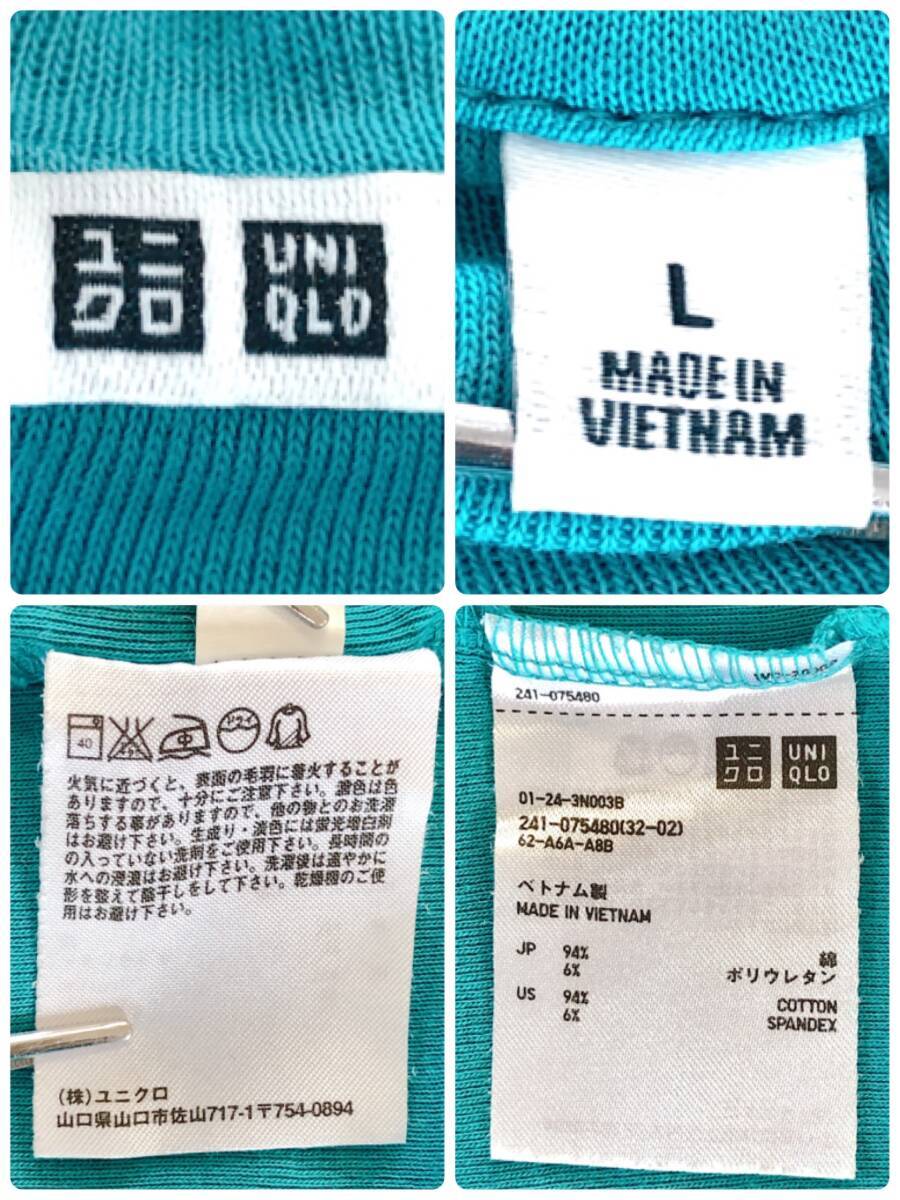 ユニ
クロ
UNI
QLO
L
MADE IN
VIETNAM
40
中
ドライ
火気に近づくと、表面の毛羽に着火することが
ありますので、十分にご注意下さい。濃色は色
落ちする事がありますので、他の物とのお洗濯
はお避け下さい。生成り・淡色には蛍光増白剤
の入っていない洗剤をご使用下さい。長時間の
水への浸漬はお避け下さい。洗濯後は速やかに
形を整えて陰干しをして下さい。乾燥機のご使
用はお避け下さい。
(株)ユニクロ
山口県山口市佐山717-1〒754-0894
241-075480
ユニ
クロ
UNI
QLO
01-24-3N003B
241-075480(32-02)
62-A6A-A8B
ベトナム製
MADE IN VIETNAM
JP 94% 綿
6% ポリウレタン
US 94% COTTON
6% SPANDEX